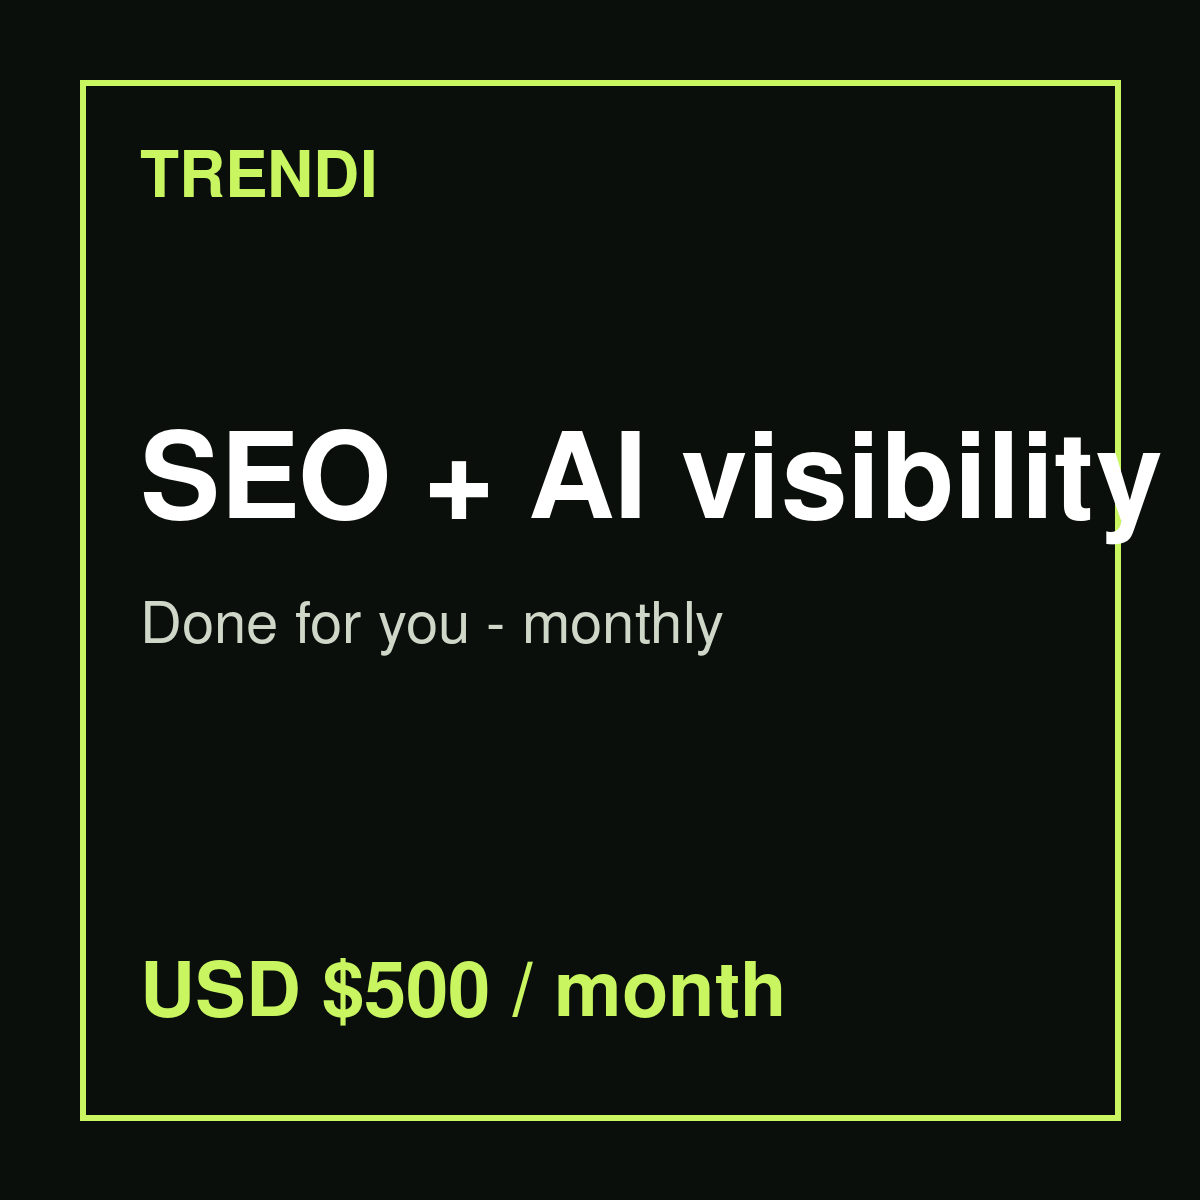 TRENDI
SEO + AI visibility
Done for you - monthly
USD $500 / month